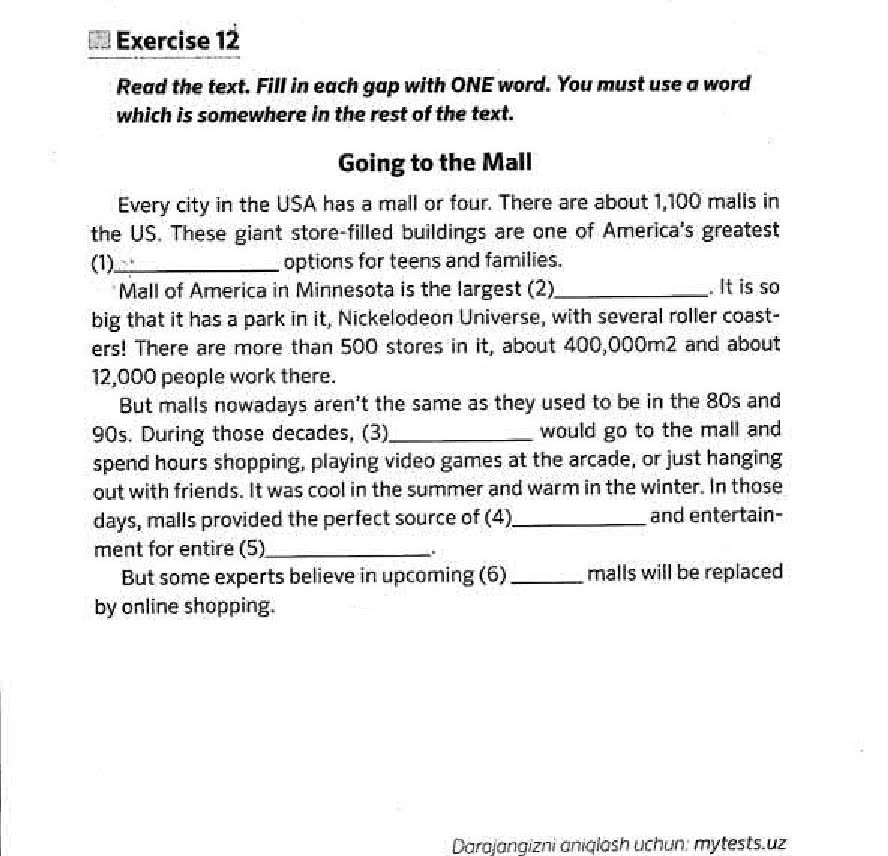 Exercise 12
Read the text. Fill in each gap with ONE word. You must use a word
which is somewhere in the rest of the text.
Going to the Mall
Every city in the USA has a mall or four. There are about 1,100 malls in
the US. These giant store-filled buildings are one of America's greatest
(1)____________ options for teens and families.
Mall of America in Minnesota is the largest (2)____________. It is so
big that it has a park in it, Nickelodeon Universe, with several roller coast-
ers! There are more than 500 stores in it, about 400,000m2 and about
12,000 people work there.
But malls nowadays aren't the same as they used to be in the 80s and
90s. During those decades, (3)____________ would go to the mall and
spend hours shopping, playing video games at the arcade, or just hanging
out with friends. It was cool in the summer and warm in the winter. In those
days, malls provided the perfect source of (4)____________ and entertain-
ment for entire (5)____________.
But some experts believe in upcoming (6)______ malls will be replaced
by online shopping.
Darajangizni aniqlash uchun: mytests.uz